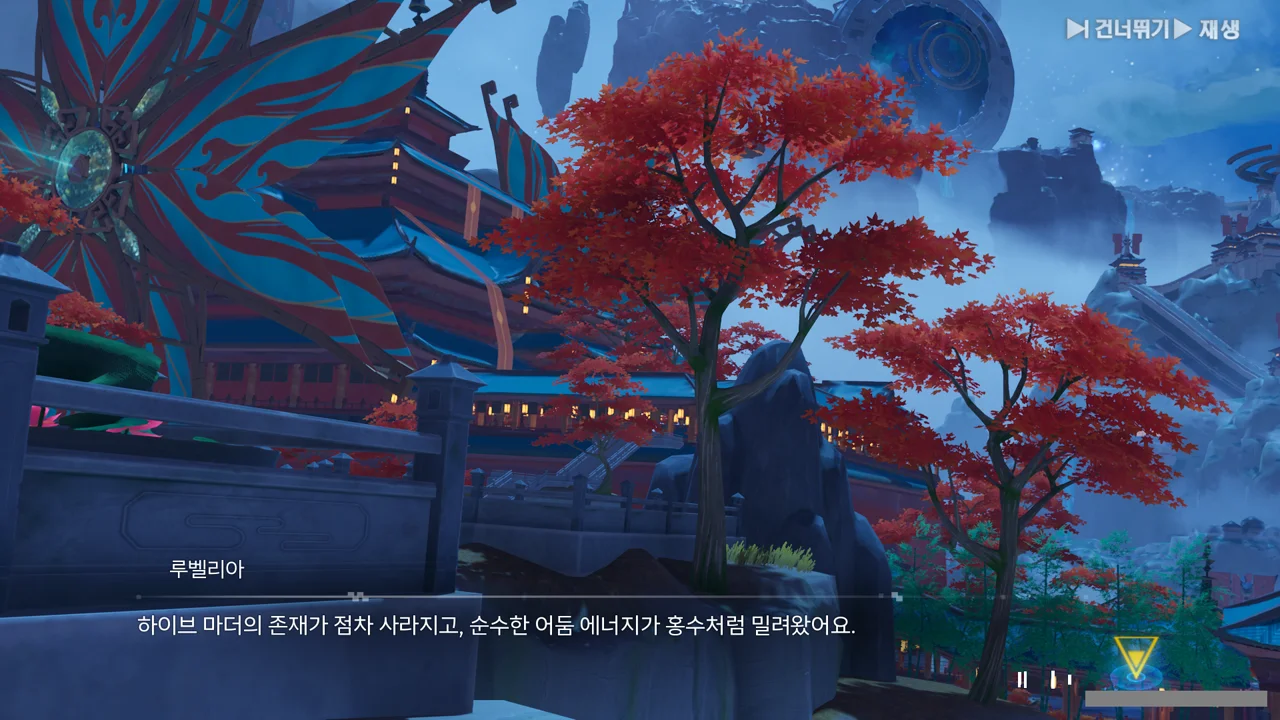 건너뛰기 재생
루벨리아
하이브 마더의 존재가 점차 사라지고, 순수한 어둠 에너지가 홍수처럼 밀려왔어요.